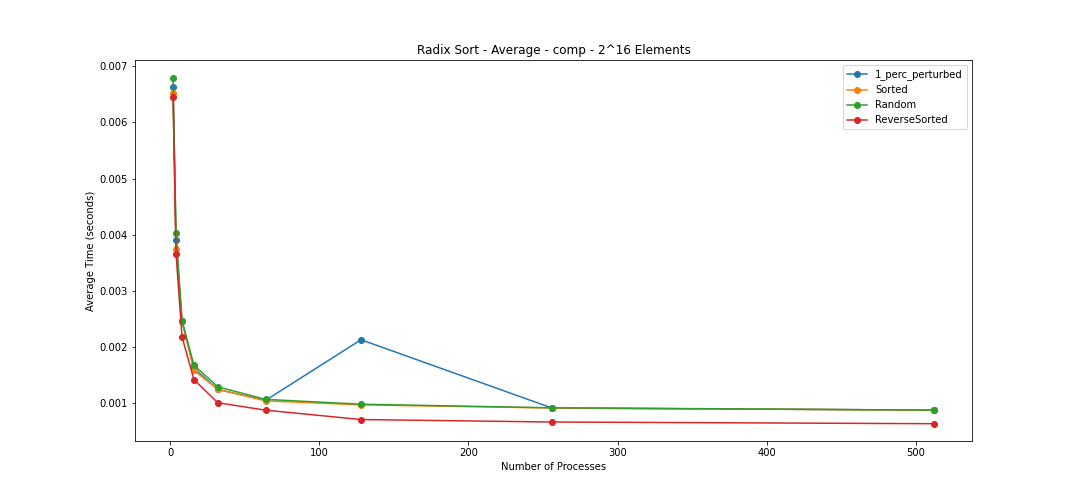 Radix Sort - Average - comp - 2^16 Elements
1_perc_perturbed
Sorted
Random
ReverseSorted
Average Time (seconds)
0.007
0.006
0.005
0.004
0.003
0.002
0.001
0 100 200 300 400 500
Number of Processes